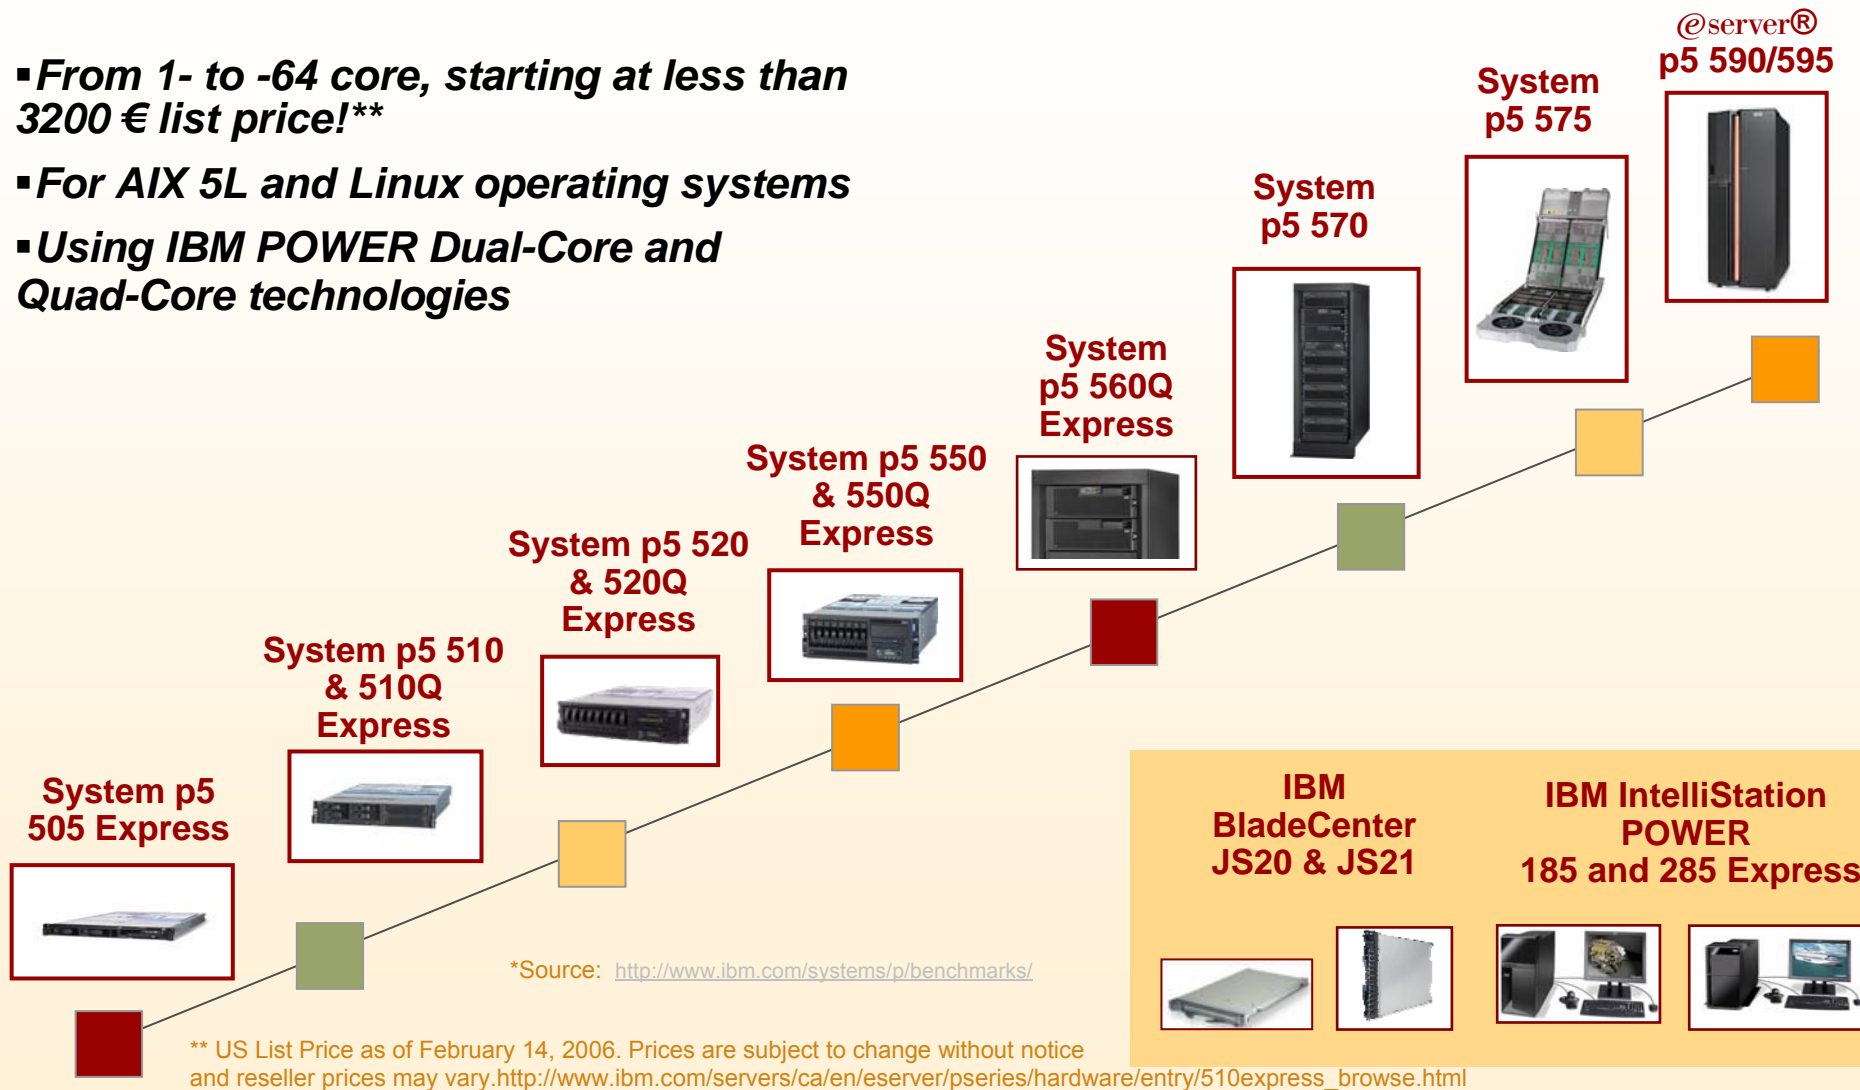 ▪From 1- to -64 core, starting at less than
3200 € list price!**
▪For AIX 5L and Linux operating systems
▪Using IBM POWER Dual-Core and
Quad-Core technologies
System p5
505 Express
System p5 510
& 510Q
Express
System p5 520
& 520Q
Express
System p5 550
& 550Q
Express
System
p5 560Q
Express
System
p5 570
System
p5 575
eserver®
p5 590/595
IBM
BladeCenter
JS20 & JS21
IBM IntelliStation
POWER
185 and 285 Express
*Source: http://www.ibm.com/systems/p/benchmarks/
** US List Price as of February 14, 2006. Prices are subject to change without notice
and reseller prices may vary.http://www.ibm.com/servers/ca/en/eserver/pseries/hardware/entry/510express_browse.html